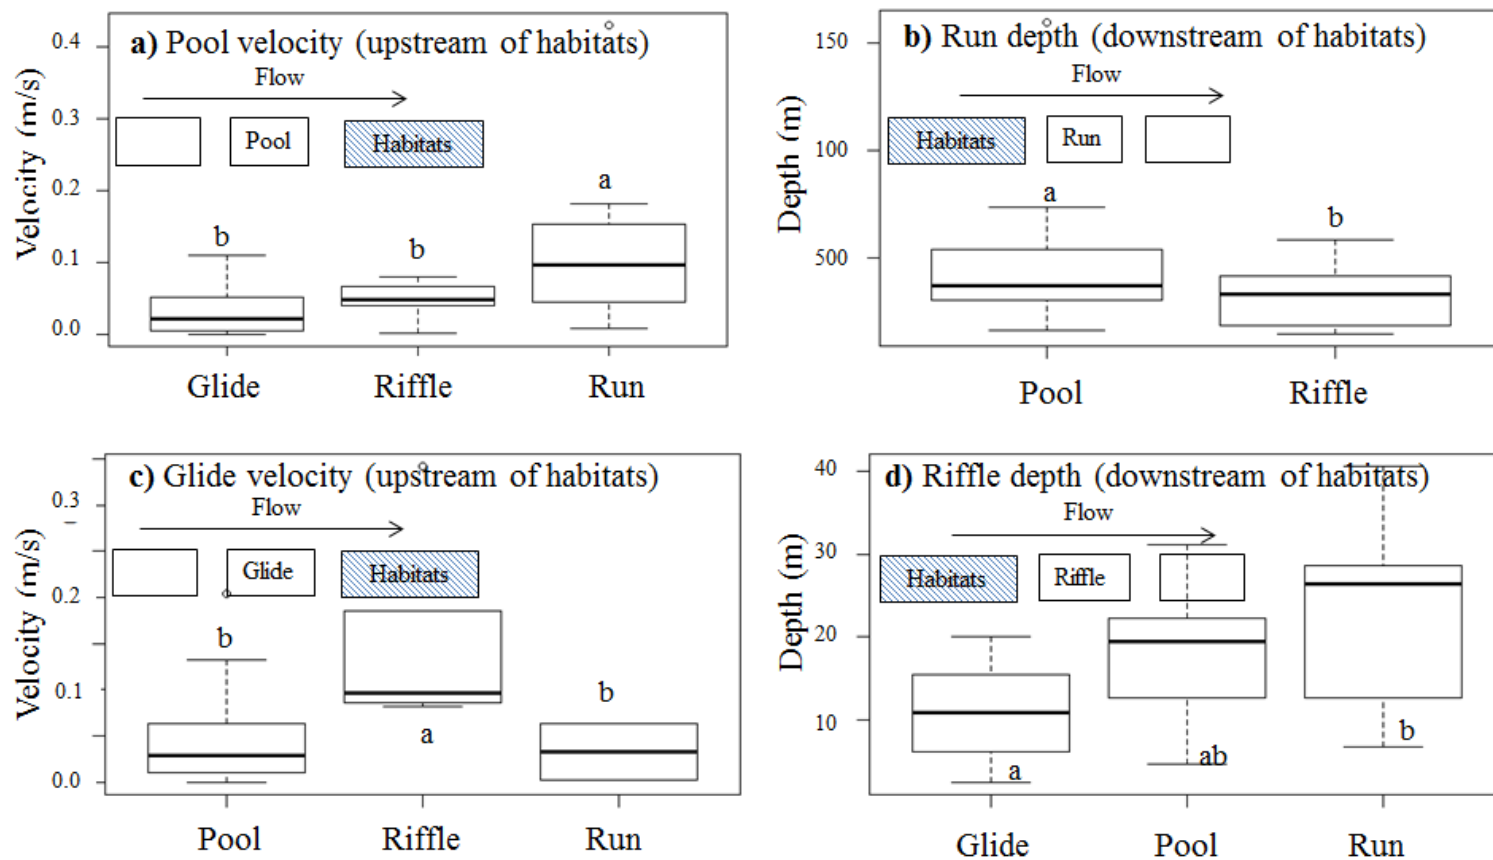 a) Pool velocity (upstream of habitats)
Flow
Pool
Habitats
Velocity (m/s)
0.4
0.3
0.2
0.1
0.0
b
b
a
Glide
Riffle
Run
b) Run depth (downstream of habitats)
Flow
Habitats
Run
Depth (m)
150
100
500
a
b
Pool
Riffle
c) Glide velocity (upstream of habitats)
Flow
Glide
Habitats
Velocity (m/s)
0.3
0.2
0.1
0.0
b
a
b
Pool
Riffle
Run
d) Riffle depth (downstream of habitats)
Flow
Habitats
Riffle
Depth (m)
40
30
20
10
a
ab
b
Glide
Pool
Run